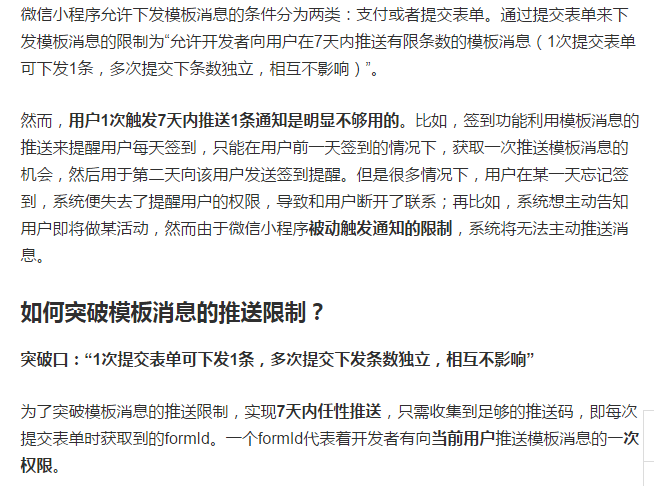 微信小程序允许下发模板消息的条件分为两类：支付或者提交表单。通过提交表单来下
发模板消息的限制为“允许开发者向用户在7天内推送有限条数的模板消息（1次提交表单
可下发1条，多次提交下条数独立，相互不影响）”。
然而，用户1次触发7天内推送1条通知是明显不够用的。比如，签到功能利用模板消息的
推送来提醒用户每天签到，只能在用户前一天签到的情况下，获取一次推送模板消息的
机会，然后用于第二天向该用户发送签到提醒。但是很多情况下，用户在某一天忘记签
到，系统便失去了提醒用户的权限，导致和用户断开了联系；再比如，系统想主动告知
用户即将做某活动，然而由于微信小程序被动触发通知的限制，系统将无法主动推送消
息。
如何突破模板消息的推送限制？
突破口：“1次提交表单可下发1条，多次提交下发条数独立，相互不影响”
为了突破模板消息的推送限制，实现7天内任性推送，只需收集到足够的推送码，即每次
提交表单时获取到的formId。一个formId代表着开发者有向当前用户推送模板消息的一次
权限。